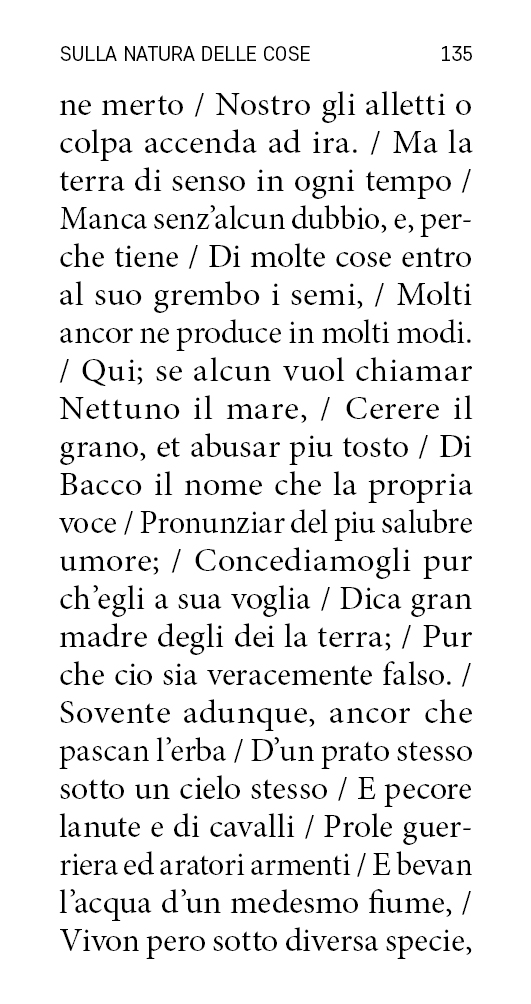 SULLA NATURA DELLE COSE 135
ne merto / Nostro gli alletti o
colpa accenda ad ira. / Ma la
terra di senso in ogni tempo /
Manca senz’alcun dubbio, e, per-
che tiene / Di molte cose entro
al suo grembo i semi, / Molti
ancor ne produce in molti modi.
/ Qui; se alcun vuol chiamar
Nettuno il mare, / Cerere il
grano, et abusar piu tosto / Di
Bacco il nome che la propria
voce / Pronunziar del piu salubre
umore; / Concediamogli pur
ch’egli a sua voglia / Dica gran
madre degli dei la terra; / Pur
che cio sia veracemente falso. /
Sovente adunque, ancor che
pascan l’erba / D’un prato stesso
sotto un cielo stesso / E pecore
lanute e di cavalli / Prole guer-
riera ed aratori armenti / E bevan
l’acqua d’un medesmo fiume, /
Vivon pero sotto diversa specie,